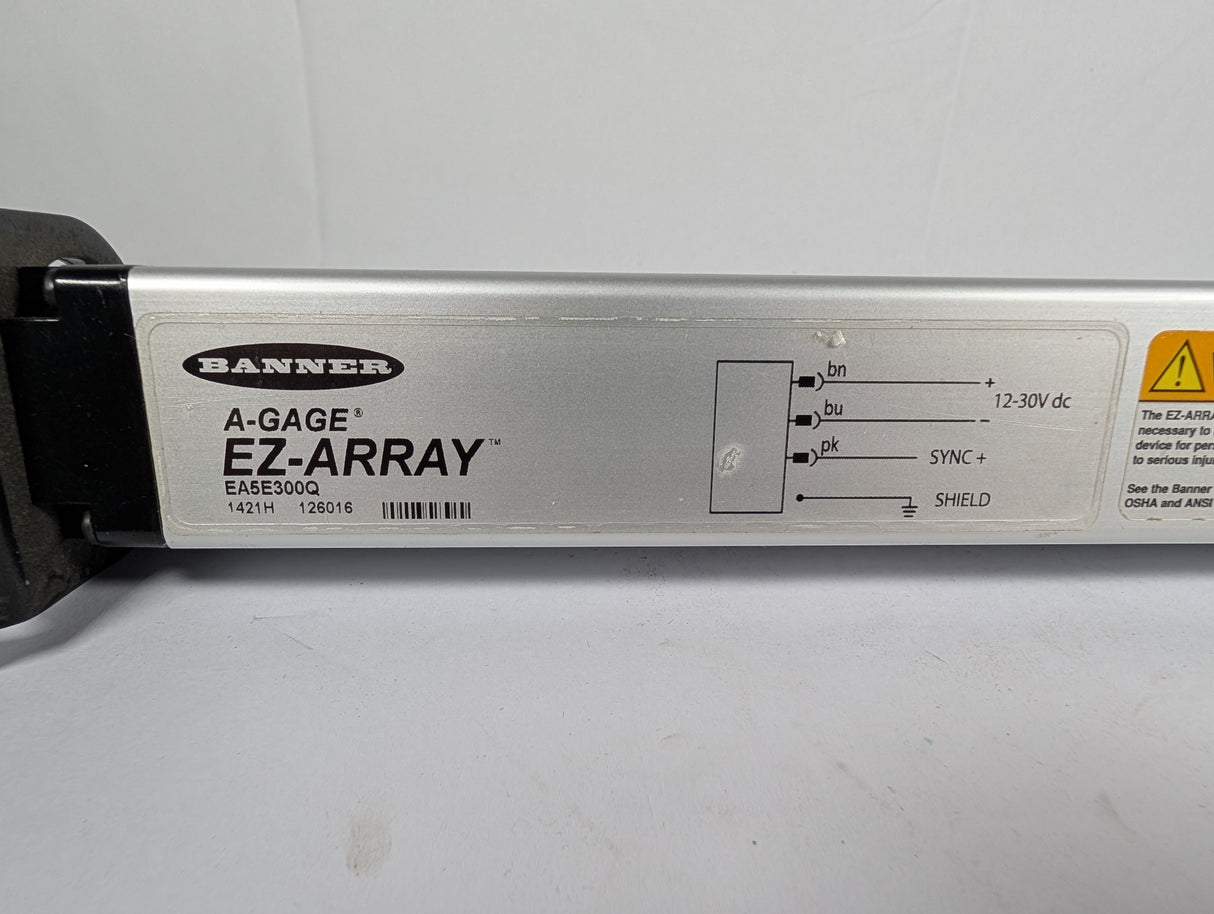 BANNER
A-GAGE®
EZ-ARRAY™
EA5E300Q
1421H 126016
bn
+
12-30V dc
bu
-
pk
SYNC +
SHIELD
!
The EZ-ARRA
necessary to
device for per
to serious inju
See the Banner
OSHA and ANSI